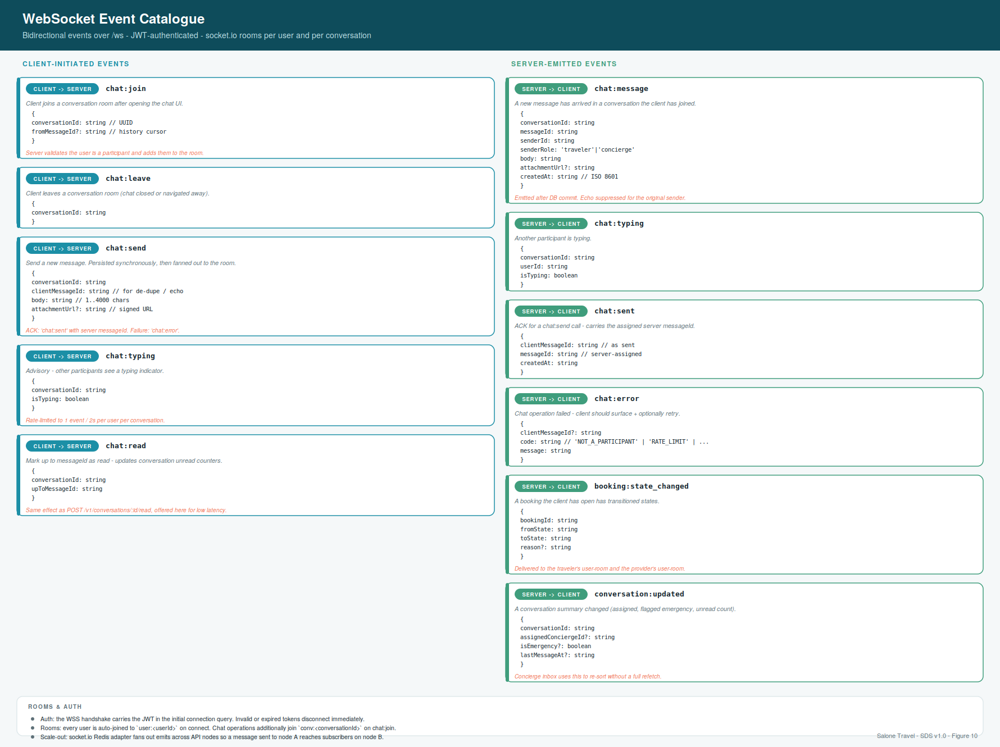 WebSocket Event Catalogue
Bidirectional events over /ws - JWT-authenticated - socket.io rooms per user and per conversation
CLIENT-INITIATED EVENTS
CLIENT -> SERVER chat:join
Client joins a conversation room after opening the chat UI.
{
conversationId: string // UUID
fromMessageId?: string // history cursor
}
Server validates the user is a participant and adds them to the room.
CLIENT -> SERVER chat:leave
Client leaves a conversation room (chat closed or navigated away).
{
conversationId: string
}
CLIENT -> SERVER chat:send
Send a new message. Persisted synchronously, then fanned out to the room.
{
conversationId: string
clientMessageId: string // for de-dupe / echo
body: string // 1..4000 chars
attachmentUrl?: string // signed URL
}
ACK: 'chat:sent' with server messageId. Failure: 'chat:error'.
CLIENT -> SERVER chat:typing
Advisory - other participants see a typing indicator.
{
conversationId: string
isTyping: boolean
}
Rate-limited to 1 event / 2s per user per conversation.
CLIENT -> SERVER chat:read
Mark up to messageId as read - updates conversation unread counters.
{
conversationId: string
upToMessageId: string
}
Same effect as POST /v1/conversations/:id/read, offered here for low latency.
SERVER-EMITTED EVENTS
SERVER -> CLIENT chat:message
A new message has arrived in a conversation the client has joined.
{
conversationId: string
messageId: string
senderId: string
senderRole: 'traveler'|'concierge'
body: string
attachmentUrl?: string
createdAt: string // ISO 8601
}
Emitted after DB commit. Echo suppressed for the original sender.
SERVER -> CLIENT chat:typing
Another participant is typing.
{
conversationId: string
userId: string
isTyping: boolean
}
SERVER -> CLIENT chat:sent
ACK for a chat:send call - carries the assigned server messageId.
{
clientMessageId: string // as sent
messageId: string // server-assigned
createdAt: string
}
SERVER -> CLIENT chat:error
Chat operation failed - client should surface + optionally retry.
{
clientMessageId?: string
code: string // 'NOT_A_PARTICIPANT' | 'RATE_LIMIT' | ...
message: string
}
SERVER -> CLIENT booking:state_changed
A booking the client has open has transitioned states.
{
bookingId: string
fromState: string
toState: string
reason?: string
}
Delivered to the traveler's user-room and the provider's user-room.
SERVER -> CLIENT conversation:updated
A conversation summary changed (assigned, flagged emergency, unread count).
{
conversationId: string
assignedConciergeId?: string
isEmergency?: boolean
lastMessageAt?: string
}
Concierge inbox uses this to re-sort without a full refetch.
ROOMS & AUTH
Auth: the WSS handshake carries the JWT in the initial connection query. Invalid or expired tokens disconnect immediately.
Rooms: every user is auto-joined to `user:<userId>` on connect. Chat operations additionally join `conv:<conversationId>` on chat:join.
Scale-out: socket.io Redis adapter fans out emits across API nodes so a message sent to node A reaches subscribers on node B.
Salone Travel - SDS v1.0 - Figure 10